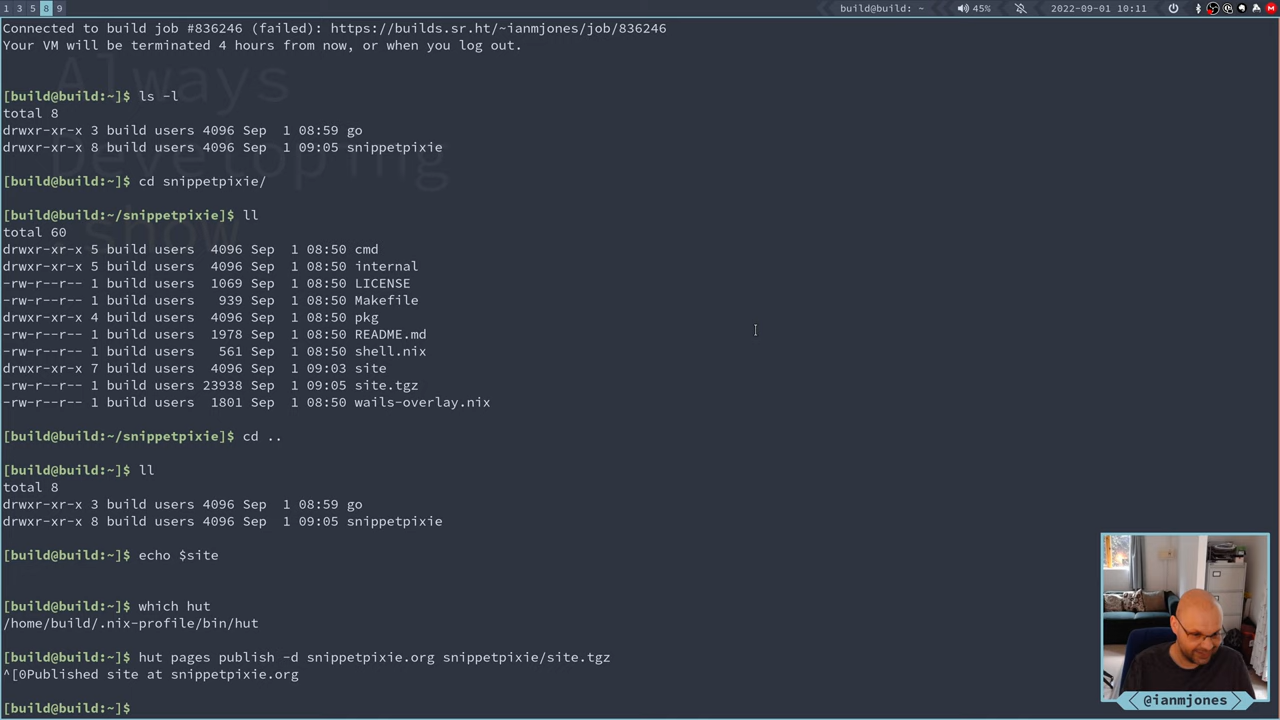 1 3 5 8 9 build@build: ~ 45% 2022-09-01 10:11
Connected to build job #836246 (failed): https://builds.sr.ht/~ianmjones/job/836246
Your VM will be terminated 4 hours from now, or when you log out.
Always
[build@build:~]$ ls -l
total 8
drwxr-xr-x 3 build users 4096 Sep  1 08:59 go
drwxr-xr-x 8 build users 4096 Sep  1 09:05 snippetpixie
Developing
[build@build:~]$ cd snippetpixie/
[build@build:~/snippetpixie]$ ll
show
total 60
drwxr-xr-x 5 build users  4096 Sep  1 08:50 cmd
drwxr-xr-x 5 build users  4096 Sep  1 08:50 internal
-rw-r--r-- 1 build users  1069 Sep  1 08:50 LICENSE
-rw-r--r-- 1 build users   939 Sep  1 08:50 Makefile
drwxr-xr-x 4 build users  4096 Sep  1 08:50 pkg
-rw-r--r-- 1 build users  1978 Sep  1 08:50 README.md
-rw-r--r-- 1 build users   561 Sep  1 08:50 shell.nix
drwxr-xr-x 7 build users  4096 Sep  1 09:03 site
-rw-r--r-- 1 build users 23938 Sep  1 09:05 site.tgz
-rw-r--r-- 1 build users  1801 Sep  1 08:50 wails-overlay.nix
[build@build:~/snippetpixie]$ cd ..
[build@build:~]$ ll
total 8
drwxr-xr-x 3 build users 4096 Sep  1 08:59 go
drwxr-xr-x 8 build users 4096 Sep  1 09:05 snippetpixie
[build@build:~]$ echo $site
[build@build:~]$ which hut
/home/build/.nix-profile/bin/hut
[build@build:~]$ hut pages publish -d snippetpixie.org snippetpixie/site.tgz
^[0Published site at snippetpixie.org
[build@build:~]$
@ianmjones